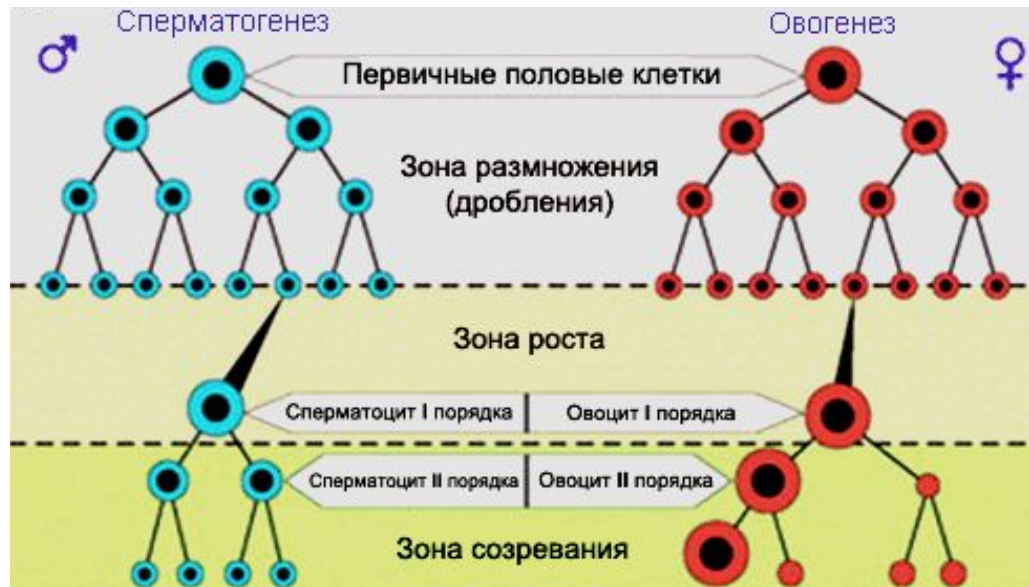 Сперматогенез
Овогенез
Первичные половые клетки
Зона размножения
(дробления)
Зона роста
Сперматоцит I порядка
Овоцит I порядка
Сперматоцит II порядка
Овоцит II порядка
Зона созревания